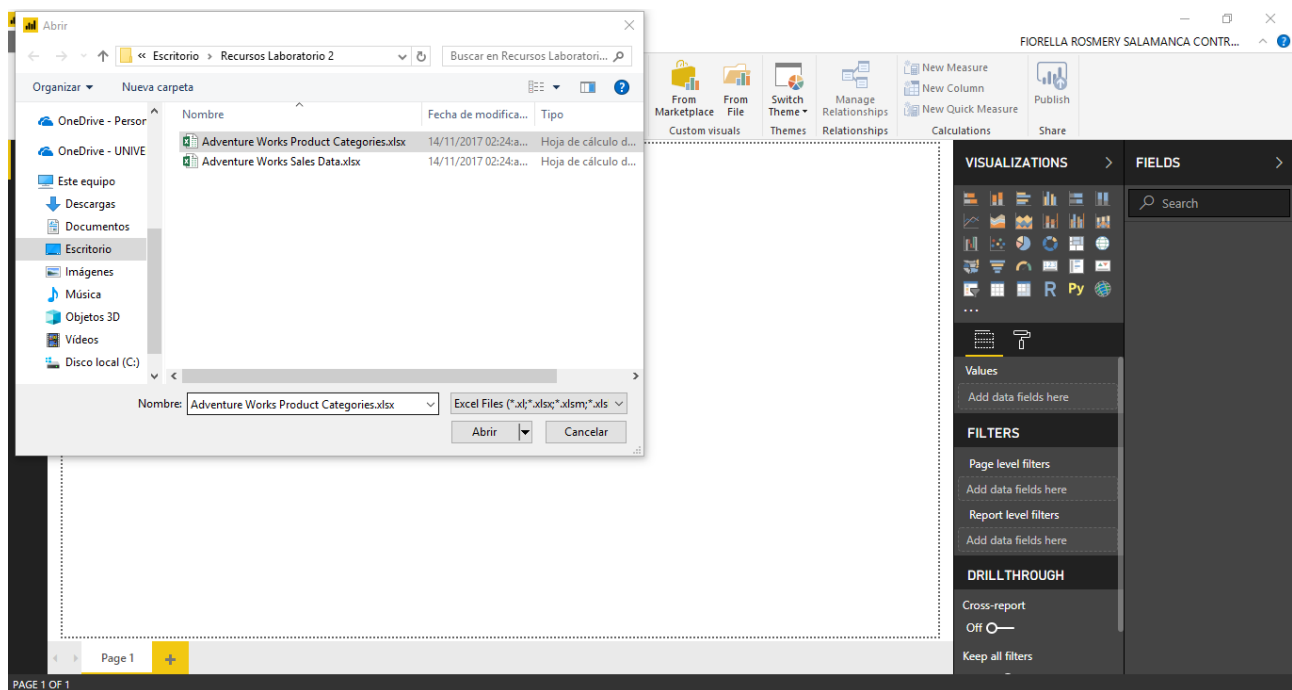 Abrir
« Escritorio > Recursos Laboratorio 2
Buscar en Recursos Laboratori...
Organizar
Nueva carpeta
OneDrive - Person
OneDrive - UNIVE
Este equipo
Descargas
Documentos
Escritorio
Imágenes
Música
Objetos 3D
Vídeos
Disco local (C:)
Nombre
Fecha de modifica...
Tipo
Adventure Works Product Categories.xlsx 14/11/2017 02:24:a... Hoja de cálculo d...
Adventure Works Sales Data.xlsx 14/11/2017 02:24:a... Hoja de cálculo d...
Nombre: Adventure Works Product Categories.xlsx
Excel Files (*.xl;*.xlsx;*.xlsm;*.xls
Abrir
Cancelar
FIORELLA ROSMERY SALAMANCA CONTR...
From Marketplace
From File
Custom visuals
Switch Theme
Themes
Manage Relationships
Relationships
New Measure
New Column
New Quick Measure
Calculations
Publish
Share
VISUALIZATIONS >
R Py
...
Values
Add data fields here
FILTERS
Page level filters
Add data fields here
Report level filters
Add data fields here
DRILLTHROUGH
Cross-report
Off
Keep all filters
FIELDS >
Search
Page 1
+
PAGE 1 OF 1